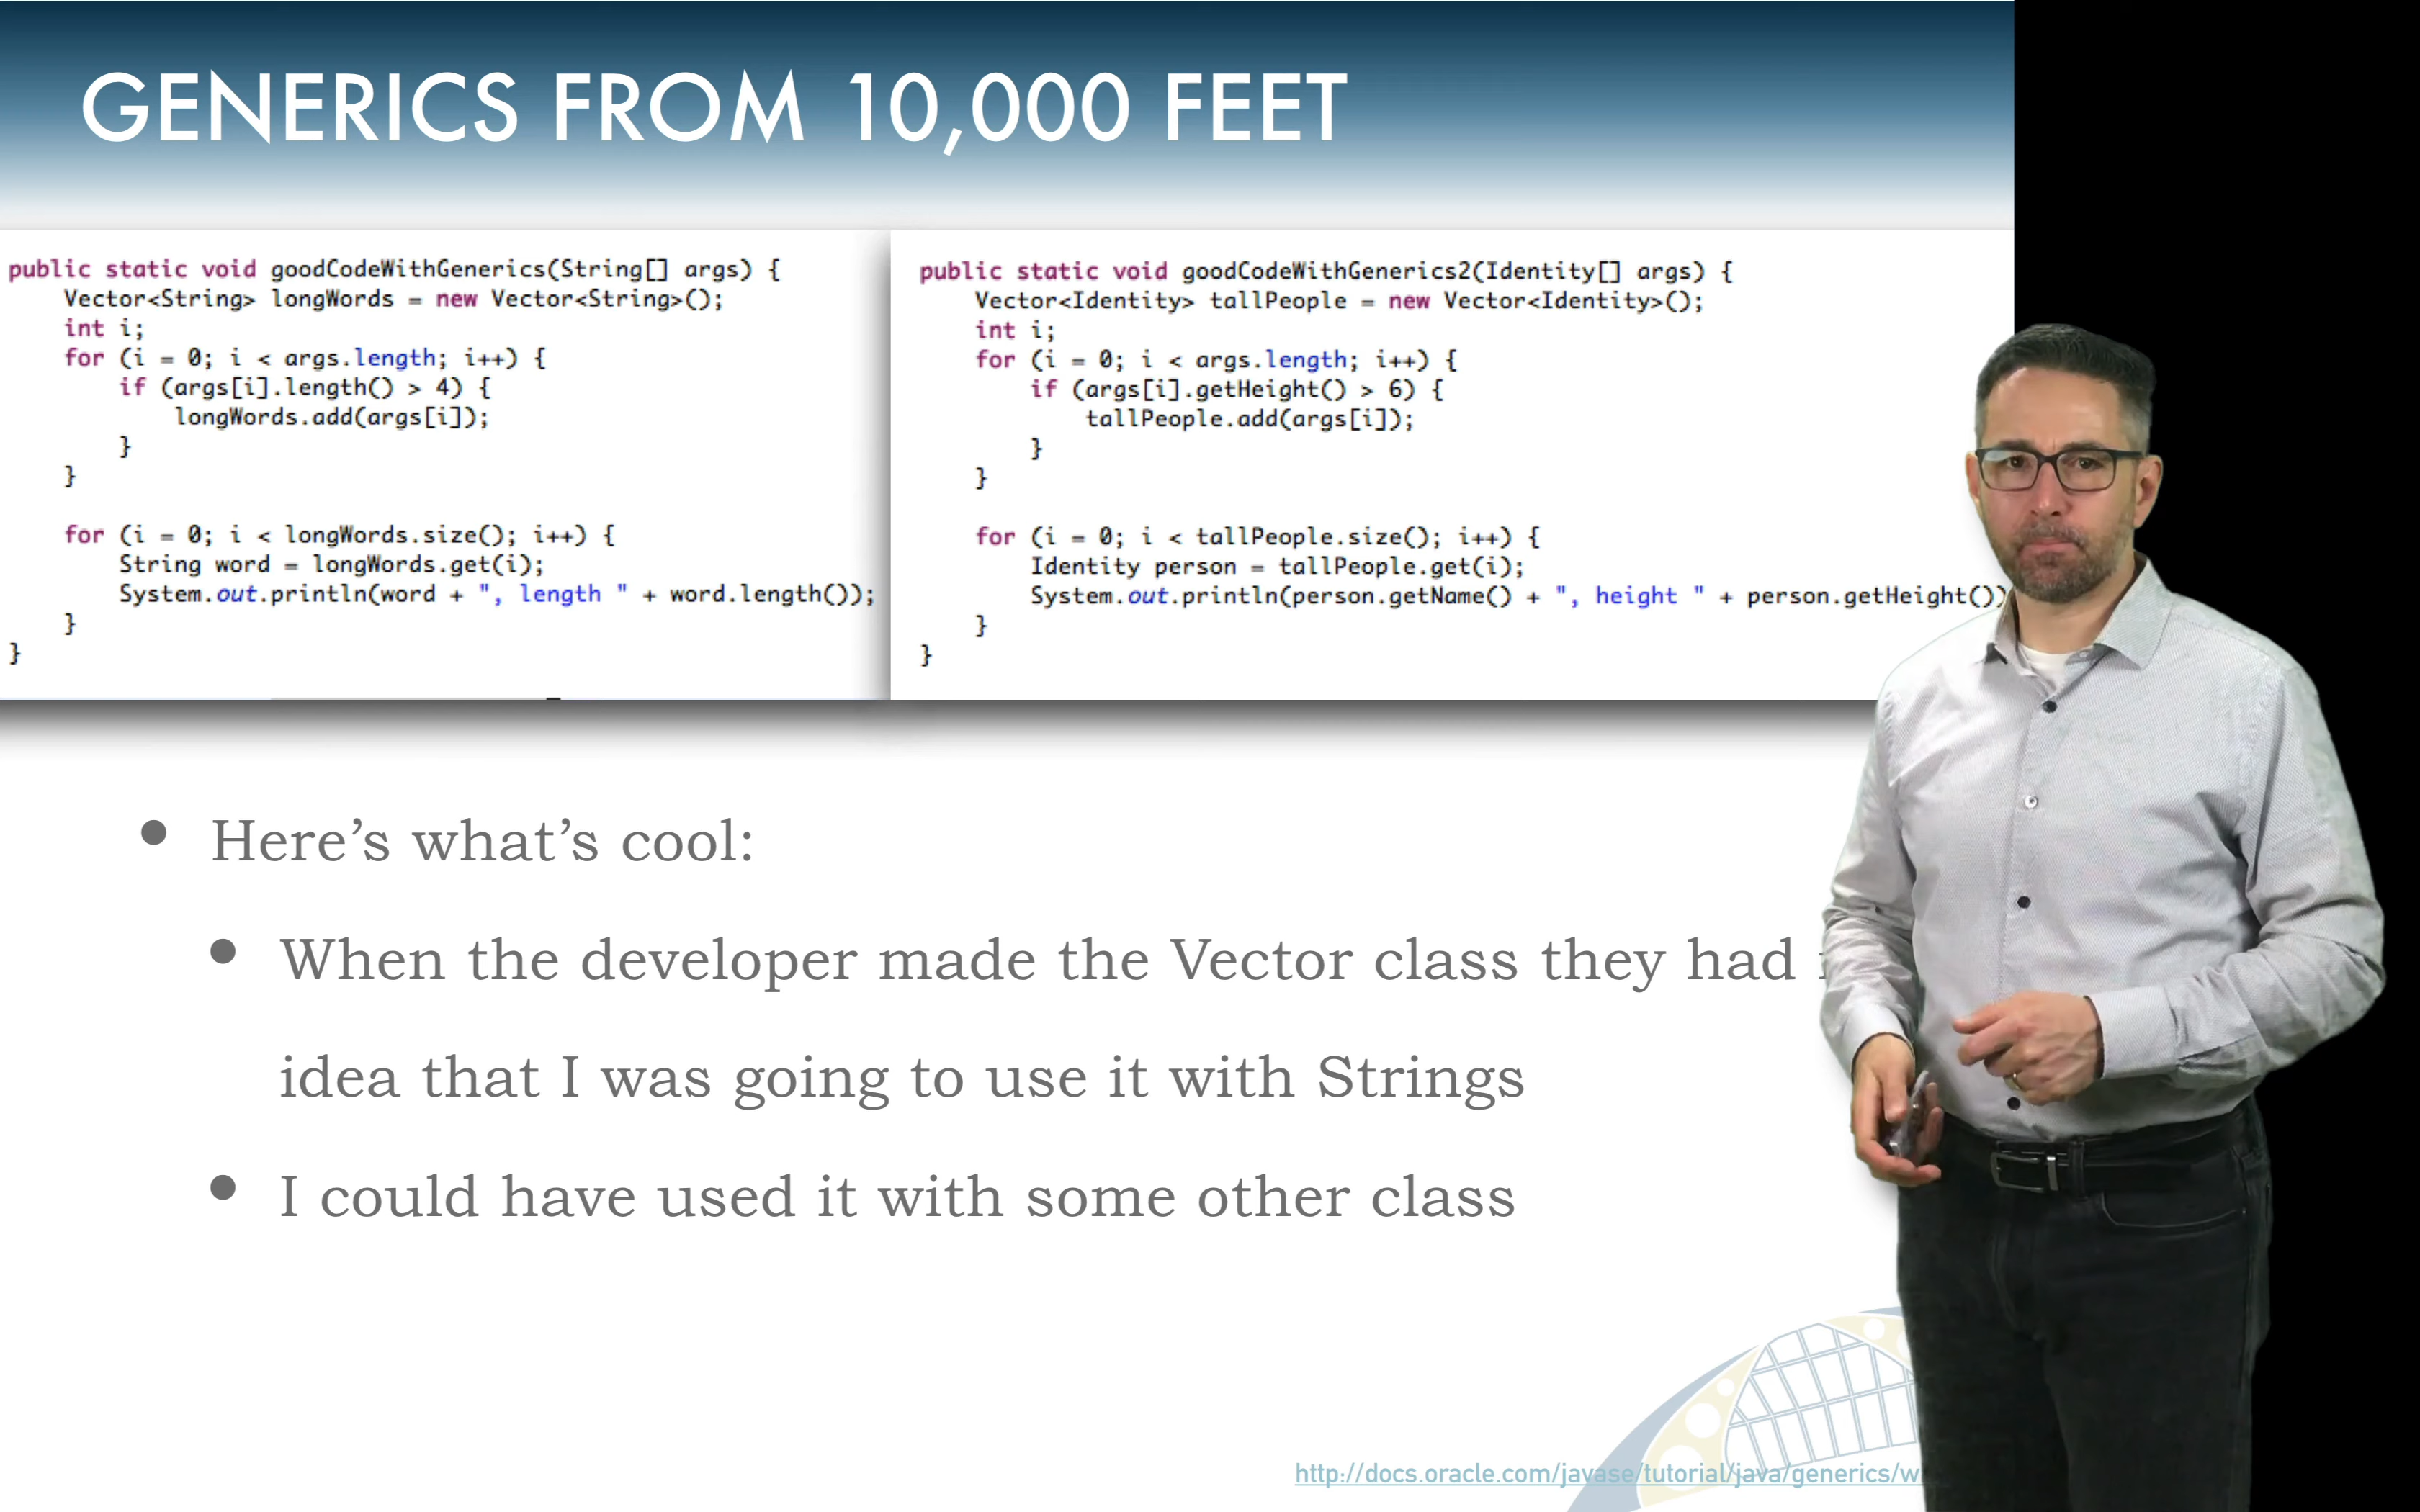 GENERICS FROM 10,000 FEET
public static void goodCodeWithGenerics(String[] args) {
Vector<String> longWords = new Vector<String>();
int i;
for (i = 0; i < args.length; i++) {
if (args[i].length() > 4) {
longWords.add(args[i]);
}
}
for (i = 0; i < longWords.size(); i++) {
String word = longWords.get(i);
System.out.println(word + ", length " + word.length());
}
}
public static void goodCodeWithGenerics2(Identity[] args) {
Vector<Identity> tallPeople = new Vector<Identity>();
int i;
for (i = 0; i < args.length; i++) {
if (args[i].getHeight() > 6) {
tallPeople.add(args[i]);
}
}
for (i = 0; i < tallPeople.size(); i++) {
Identity person = tallPeople.get(i);
System.out.println(person.getName() + ", height " + person.getHeight())
}
}
• Here's what's cool:
• When the developer made the Vector class they had
idea that I was going to use it with Strings
• I could have used it with some other class
http://docs.oracle.com/javase/tutorial/java/generics/w